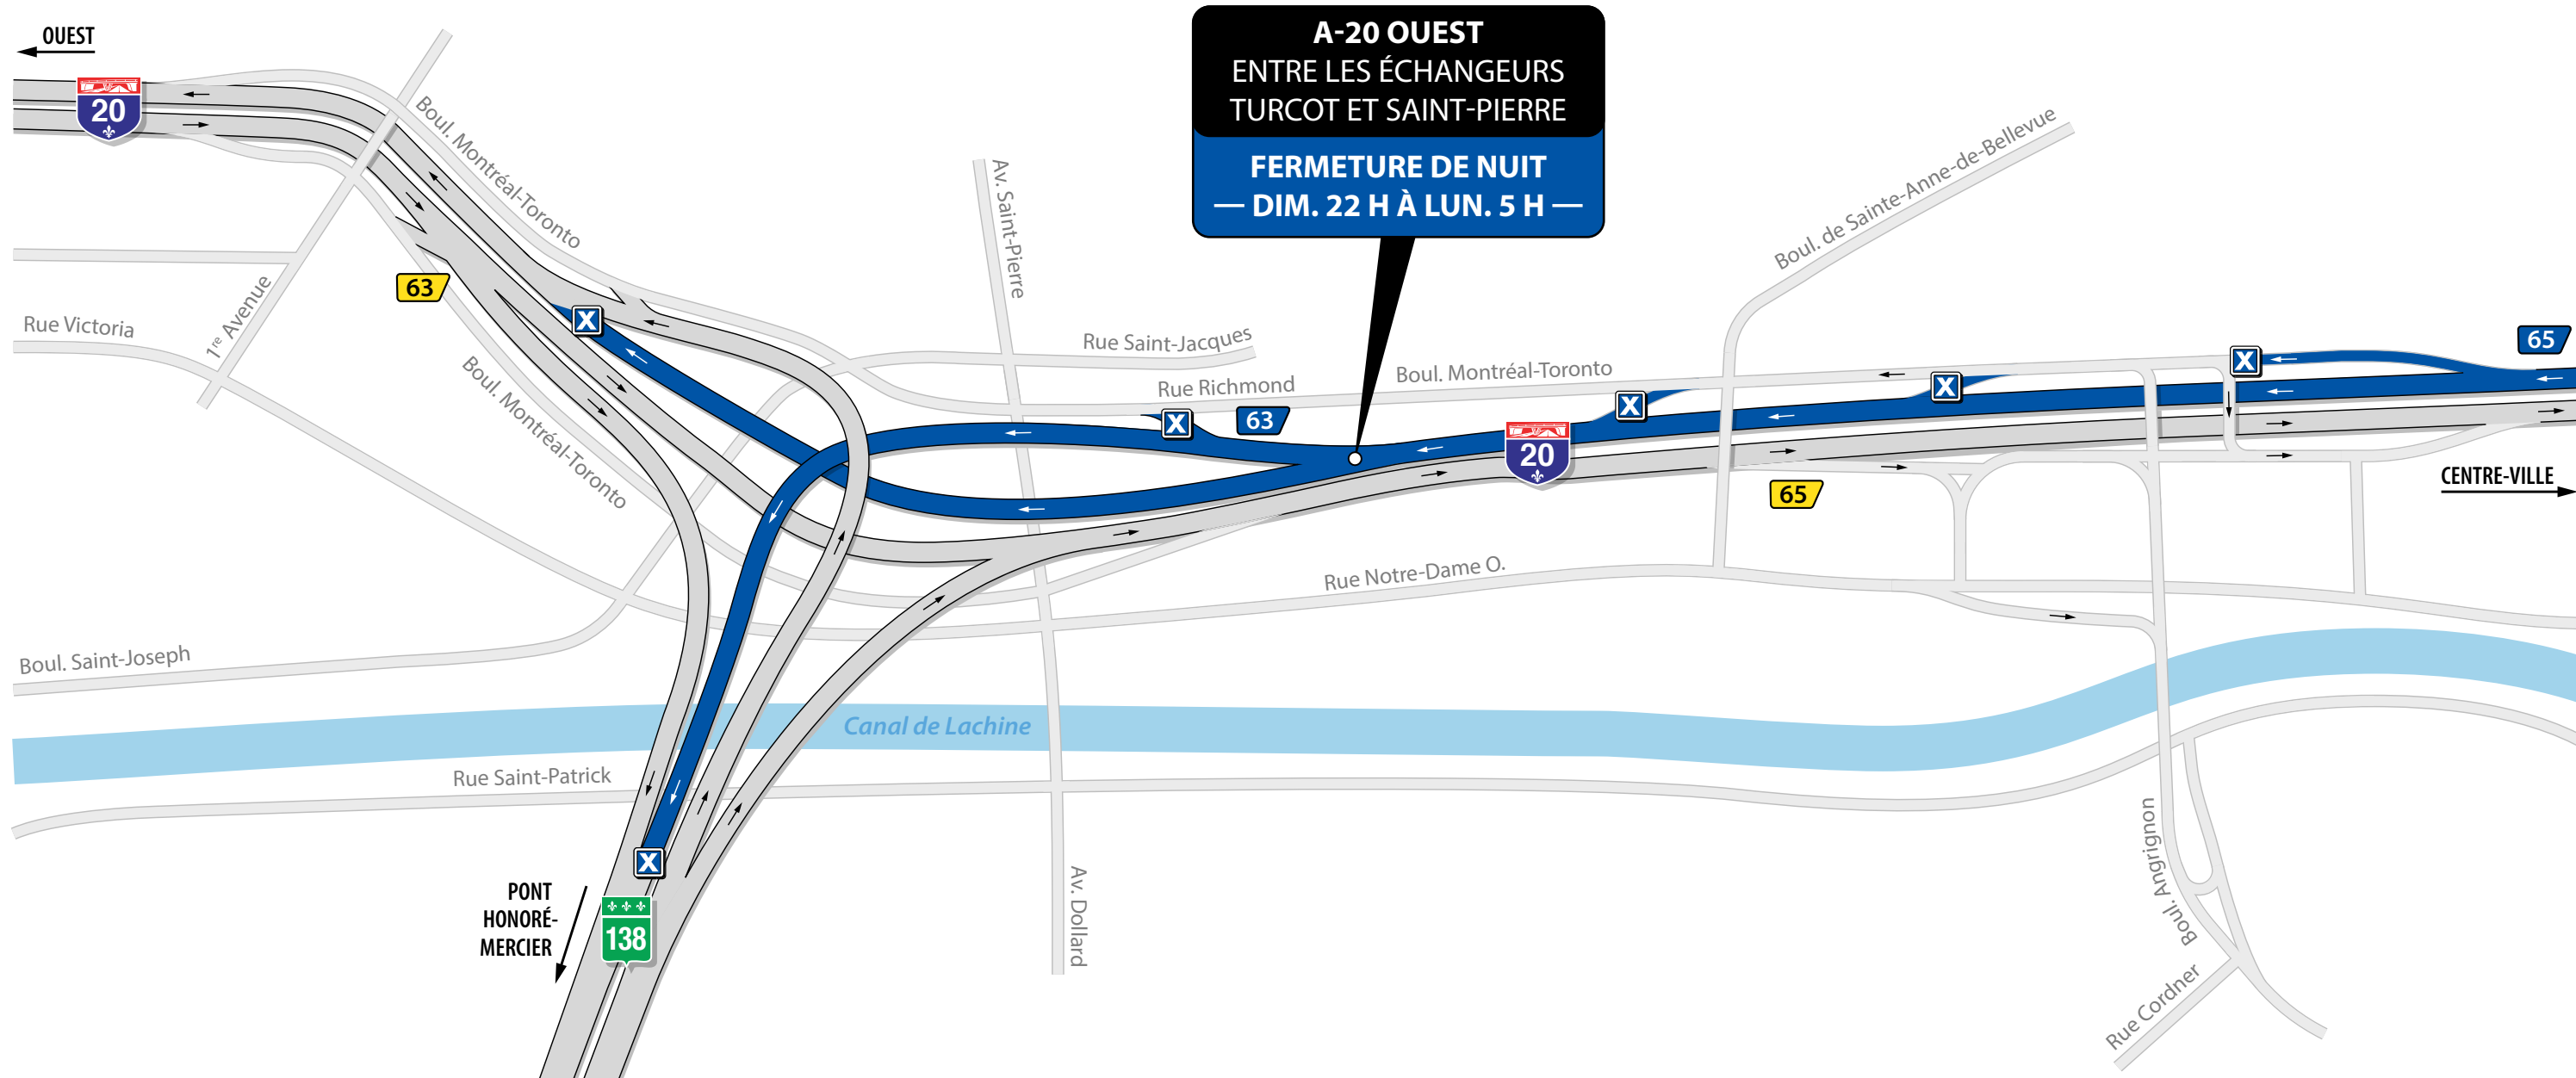 OUEST
20
A-20 OUEST
ENTRE LES ÉCHANGEURS
TURCOT ET SAINT-PIERRE
FERMETURE DE NUIT
— DIM. 22 H À LUN. 5 H —
Boul. Montréal-Toronto
Av. Saint-Pierre
Boul. de Sainte-Anne-de-Bellevue
63
1re Avenue
Rue Victoria
X
Rue Saint-Jacques
Boul. Montréal-Toronto
Rue Richmond
Boul. Montréal-Toronto
X
63
X
X
X
65
20
65
CENTRE-VILLE
Rue Notre-Dame O.
Boul. Saint-Joseph
Canal de Lachine
Rue Saint-Patrick
X
PONT
HONORÉ-
MERCIER
138
Av. Dollard
Boul. Angrignon
Rue Cordner